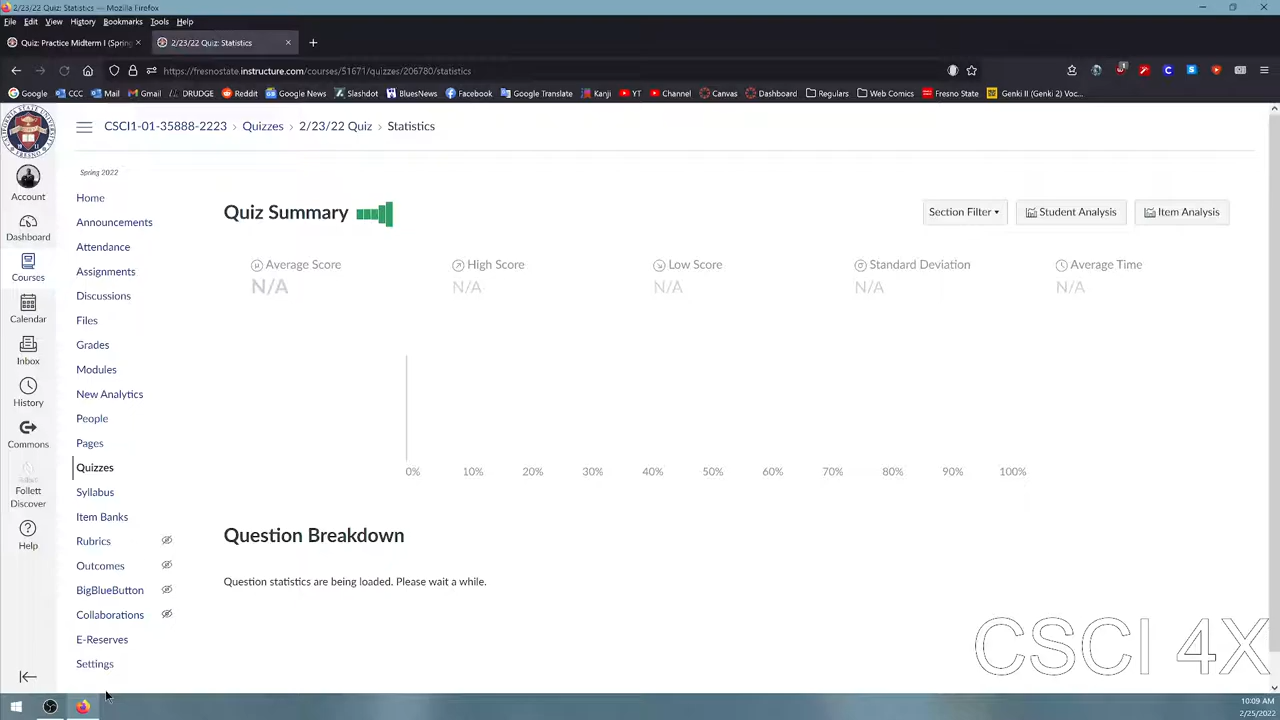 2/23/22 Quiz: Statistics — Mozilla Firefox
File Edit View History Bookmarks Tools Help
Quiz: Practice Midterm I (Spring
2/23/22 Quiz: Statistics
https://fresnostate.instructure.com/courses/51671/quizzes/206780/statistics
Google CCC Mail Gmail DRUDGE Reddit Google News Slashdot BluesNews Facebook Google Translate Kanji YT Channel Canvas Dashboard Regulars Web Comics Fresno State Genki II (Genki 2) Voc...
CSCI1-01-35888-2223 › Quizzes › 2/23/22 Quiz › Statistics
Account
Dashboard
Courses
Calendar
Inbox
History
Commons
Follett
Discover
Help
Spring 2022
Home
Announcements
Attendance
Assignments
Discussions
Files
Grades
Modules
New Analytics
People
Pages
Quizzes
Syllabus
Item Banks
Rubrics
Outcomes
BigBlueButton
Collaborations
E-Reserves
Settings
Quiz Summary
Section Filter
Student Analysis
Item Analysis
Average Score
N/A
High Score
N/A
Low Score
N/A
Standard Deviation
N/A
Average Time
N/A
0% 10% 20% 30% 40% 50% 60% 70% 80% 90% 100%
Question Breakdown
Question statistics are being loaded. Please wait a while.
CSCI 4X
10:09 AM
2/25/2022